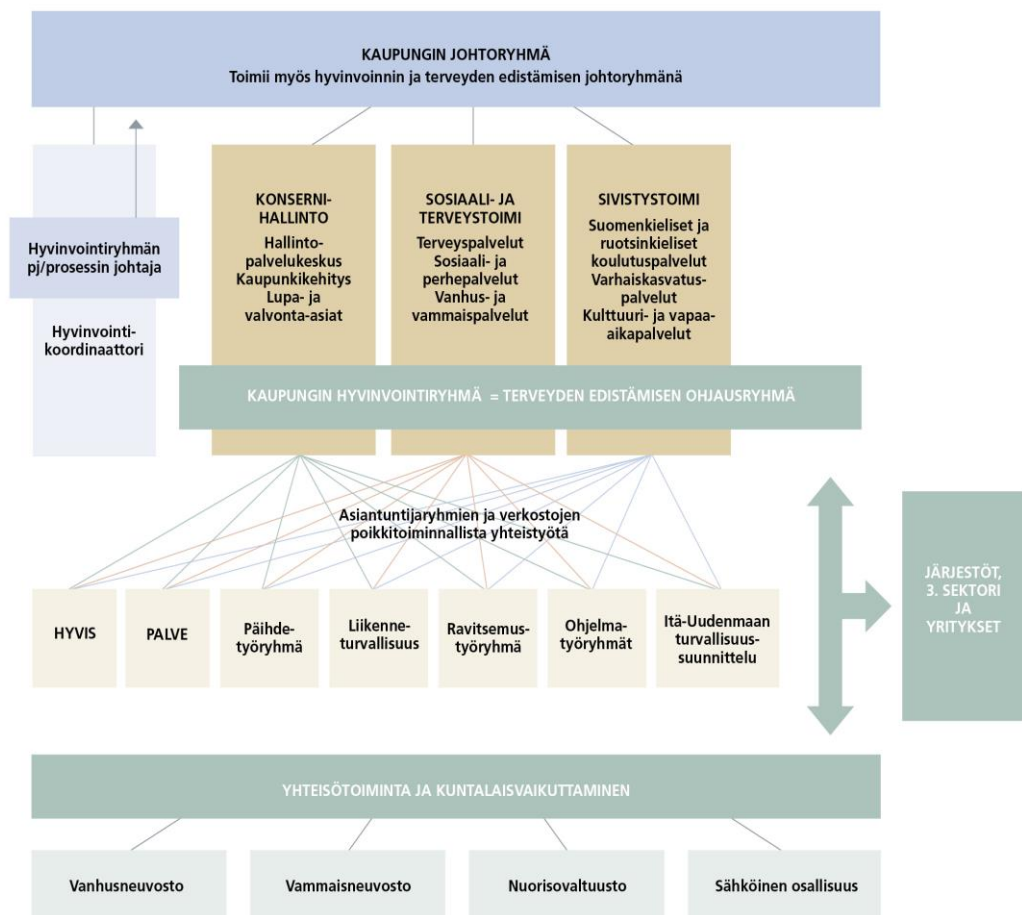 KAUPUNGIN JOHTORYHMÄ
Toimii myös hyvinvoinnin ja terveyden edistämisen johtoryhmänä
Hyvinvointiryhmän
pj/prosessin johtaja
Hyvinvointi-
koordinaattori
KONSERNI-
HALLINTO
Hallinto-
palvelukeskus
Kaupunkikehitys
Lupa- ja
valvonta-asiat
SOSIAALI- JA
TERVEYSTOIMI
Terveyspalvelut
Sosiaali- ja
perhepalvelut
Vanhus- ja
vammaispalvelut
SIVISTYSTOIMI
Suomenkieliset ja
ruotsinkieliset
koulutuspalvelut
Varhaiskasvatus-
palvelut
Kulttuuri- ja vapaa-
aikapalvelut
KAUPUNGIN HYVINVOINTIRYHMÄ = TERVEYDEN EDISTÄMISEN OHJAUSRYHMÄ
Asiantuntijaryhmien ja verkostojen
poikkitoiminnallista yhteistyötä
HYVIS
PALVE
Päihde-
työryhmä
Liikenne-
turvallisuus
Ravitsemus-
työryhmä
Ohjelma-
työryhmät
Itä-Uudenmaan
turvallisuus-
suunnittelu
JÄRJESTÖT,
3. SEKTORI
JA
YRITYKSET
YHTEISÖTOIMINTA JA KUNTALAISVAIKUTTAMINEN
Vanhusneuvosto
Vammaisneuvosto
Nuorisovaltuusto
Sähköinen osallisuus